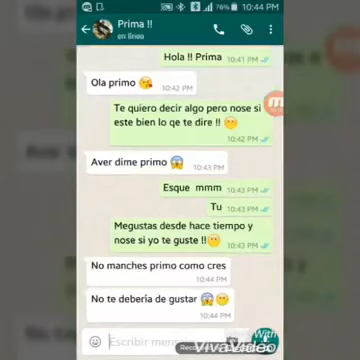 10:44 PM
76%
Prima !!
en línea
Hola !! Prima
10:41 PM
Ola primo
10:42 PM
Te quiero decir algo pero nose si
este bien lo qe te dire !!
10:42 PM
Aver dime primo
10:43 PM
Esque mmm
10:43 PM
Tu
10:43 PM
Megustas desde hace tiempo y
nose si yo te guste !!
10:43 PM
No manches primo como cres
10:44 PM
No te debería de gustar
10:44 PM
Escribir mensa
VivaVideo